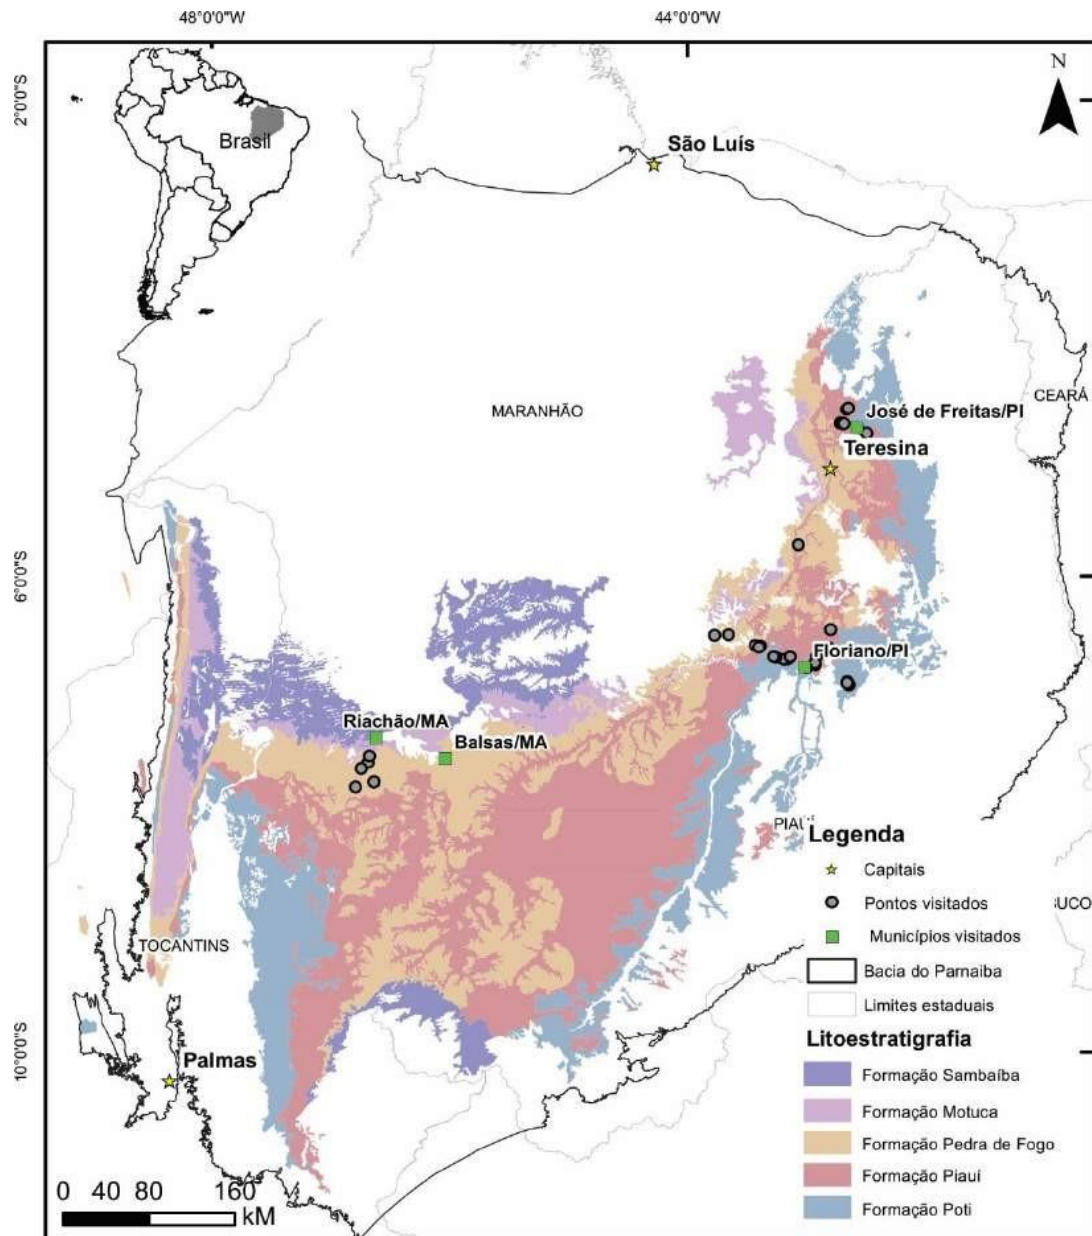 48°0'0"W
44°0'0"W
2°0'0"S
N
Brasil
São Luís
MARANHÃO
CEARÁ
José de Freitas/PI
Teresina
6°0'0"S
Floriano/PI
Riachão/MA
Balsas/MA
PIAU
Legenda
Capitais
Pontos visitados
BUCO
Municípios visitados
TOCANTINS
Bacia do Parnaiba
Limites estaduais
10°0'0"S
Litoestratigrafia
Palmas
Formação Sambaíba
Formação Motuca
Formação Pedra de Fogo
Formação Piauí
Formação Poti
0 40 80 160
kM